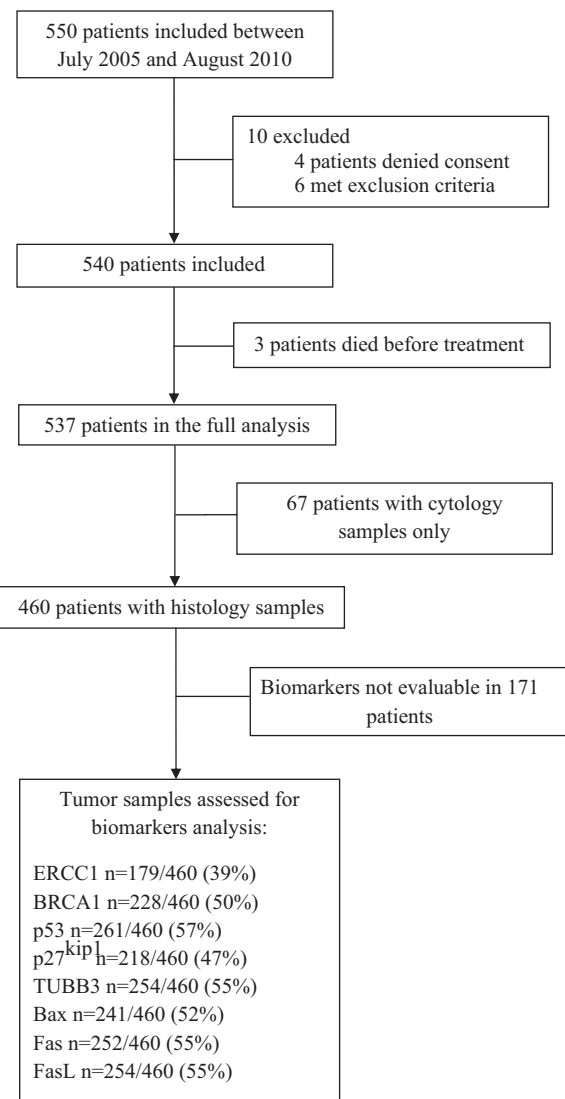 550 patients included between
July 2005 and August 2010
10 excluded
4 patients denied consent
6 met exclusion criteria
540 patients included
3 patients died before treatment
537 patients in the full analysis
67 patients with cytology
samples only
460 patients with histology samples
Biomarkers not evaluable in 171
patients
Tumor samples assessed for
biomarkers analysis:
ERCC1 n=179/460 (39%)
BRCA1 n=228/460 (50%)
p53 n=261/460 (57%)
p27kip1 n=218/460 (47%)
TUBB3 n=254/460 (55%)
Bax n=241/460 (52%)
Fas n=252/460 (55%)
FasL n=254/460 (55%)